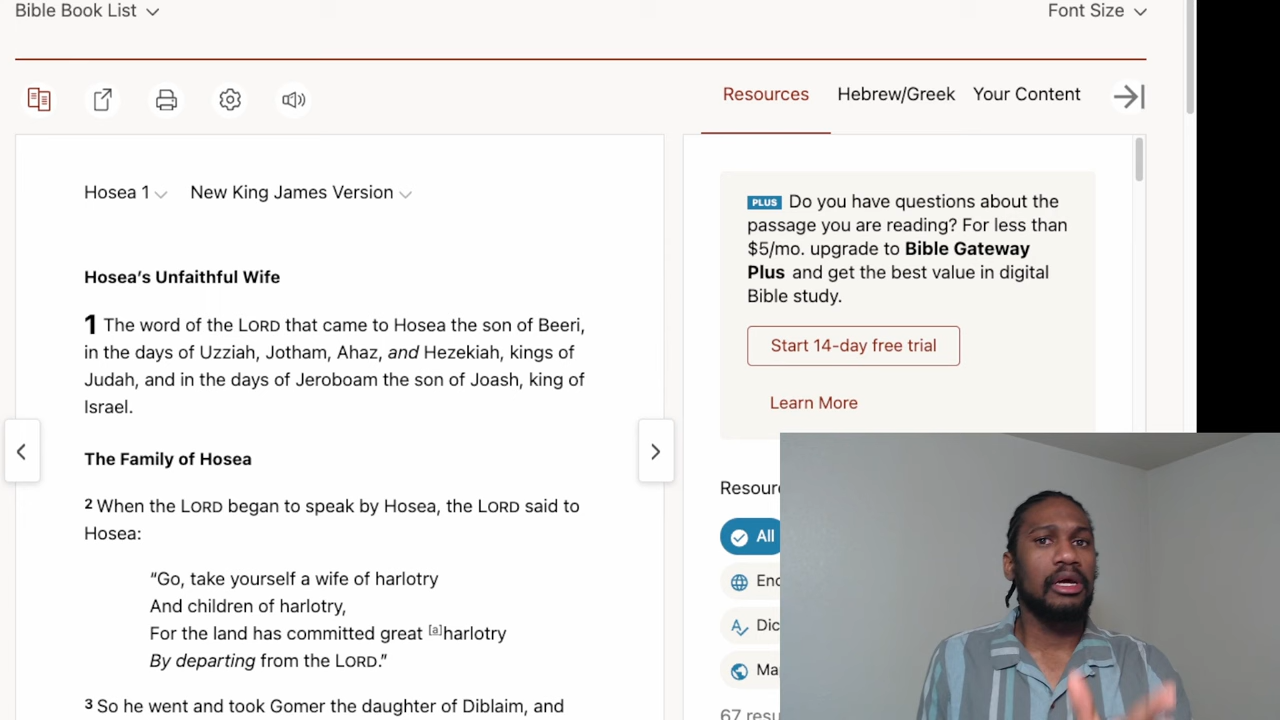 Bible Book List
Font Size
Resources
Hebrew/Greek
Your Content
Hosea 1
New King James Version
Hosea’s Unfaithful Wife
1 The word of the LORD that came to Hosea the son of Beeri,
in the days of Uzziah, Jotham, Ahaz, and Hezekiah, kings of
Judah, and in the days of Jeroboam the son of Joash, king of
Israel.
The Family of Hosea
2 When the LORD began to speak by Hosea, the LORD said to
Hosea:
“Go, take yourself a wife of harlotry
And children of harlotry,
For the land has committed great [a]harlotry
By departing from the LORD.”
3 So he went and took Gomer the daughter of Diblaim, and
PLUS Do you have questions about the
passage you are reading? For less than
$5/mo. upgrade to Bible Gateway
Plus and get the best value in digital
Bible study.
Start 14-day free trial
Learn More
Resour
All
Enc
Dic
Ma
67 resu